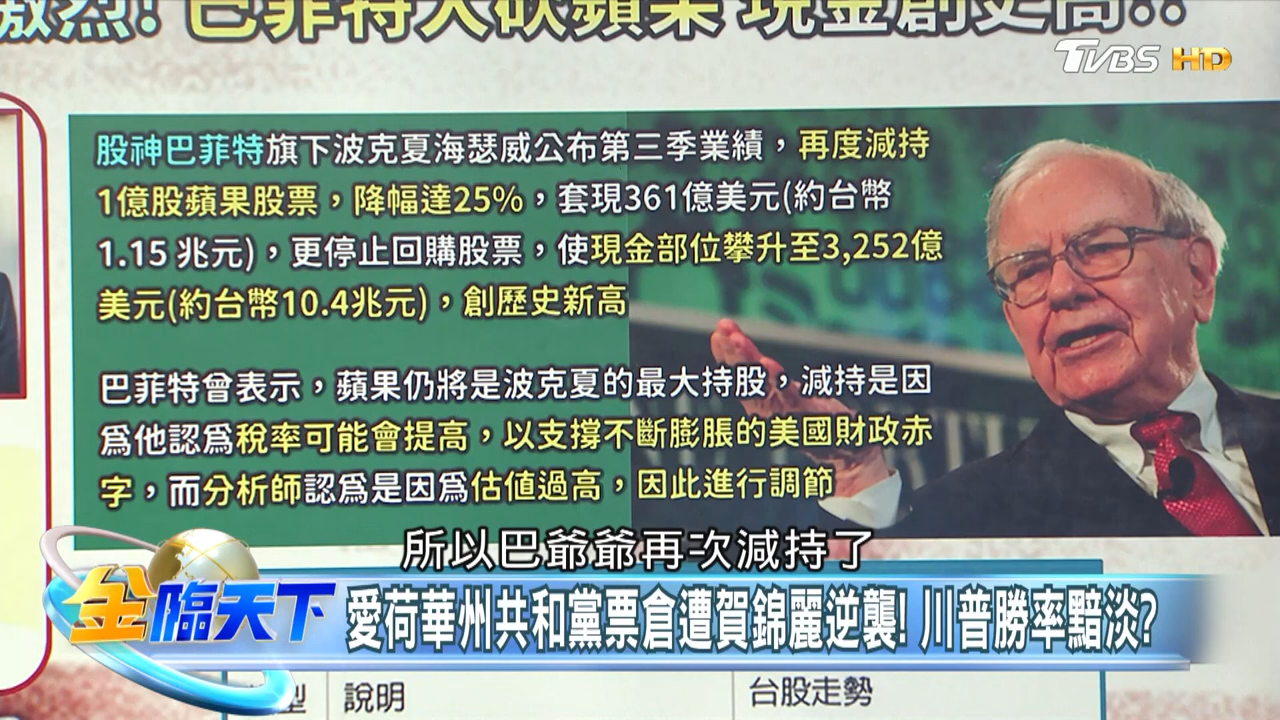 激烈! 巴菲特大砍蘋果 現金創史高..
TVBS HD
股神巴菲特旗下波克夏海瑟威公布第三季業績，再度減持
1億股蘋果股票，降幅達25%，套現361億美元(約台幣
1.15 兆元)，更停止回購股票，使現金部位攀升至3,252億
美元(約台幣10.4兆元)，創歷史新高
巴菲特曾表示，蘋果仍將是波克夏的最大持股，減持是因
為他認為稅率可能會提高，以支撐不斷膨脹的美國財政赤
字，而分析師認為是因為估值過高，因此進行調節
所以巴爺爺再次減持了
金臨天下
愛荷華州共和黨票倉遭賀錦麗逆襲! 川普勝率黯淡?
型 說明 台股走勢